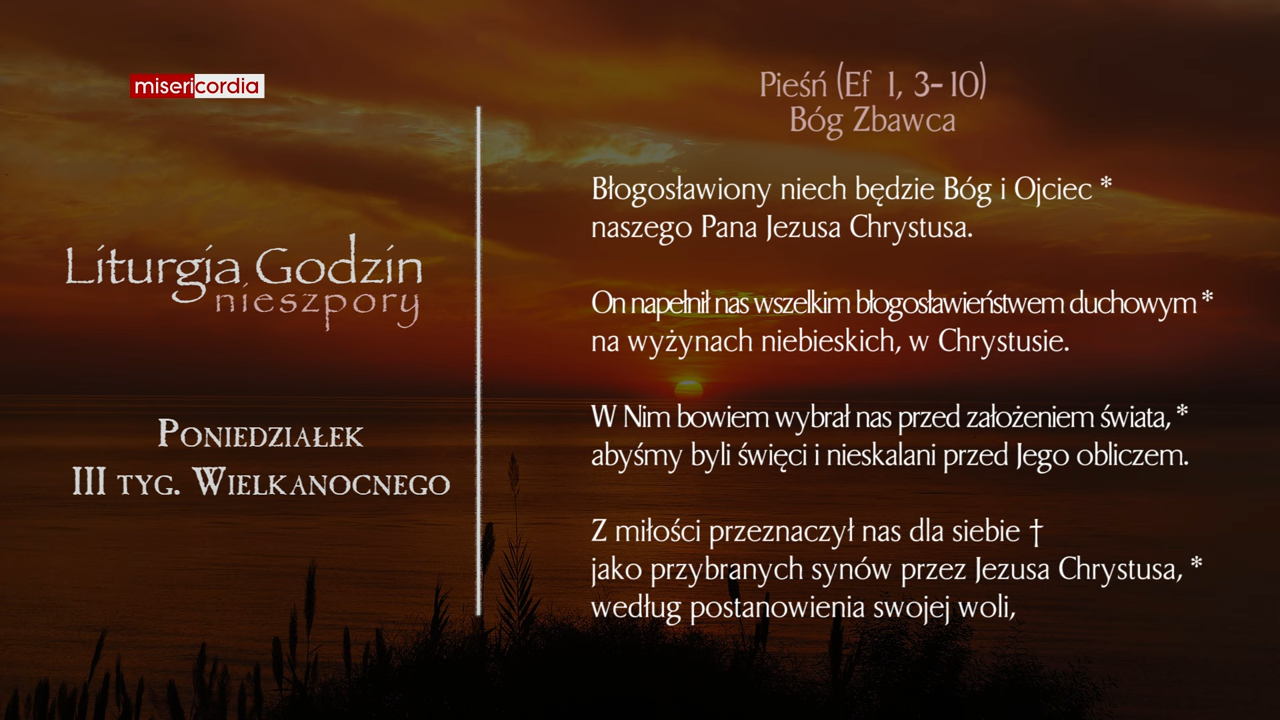 misericordia
Liturgia Godzin
nieszpory
Poniedziałek
III tyg. Wielkanocnego
Pieśń (Ef 1, 3-10)
Bóg Zbawca
Błogosławiony niech będzie Bóg i Ojciec *
naszego Pana Jezusa Chrystusa.
On napełnił nas wszelkim błogosławieństwem duchowym *
na wyżynach niebieskich, w Chrystusie.
W Nim bowiem wybrał nas przed założeniem świata, *
abyśmy byli święci i nieskalani przed Jego obliczem.
Z miłości przeznaczył nas dla siebie †
jako przybranych synów przez Jezusa Chrystusa, *
według postanowienia swojej woli,